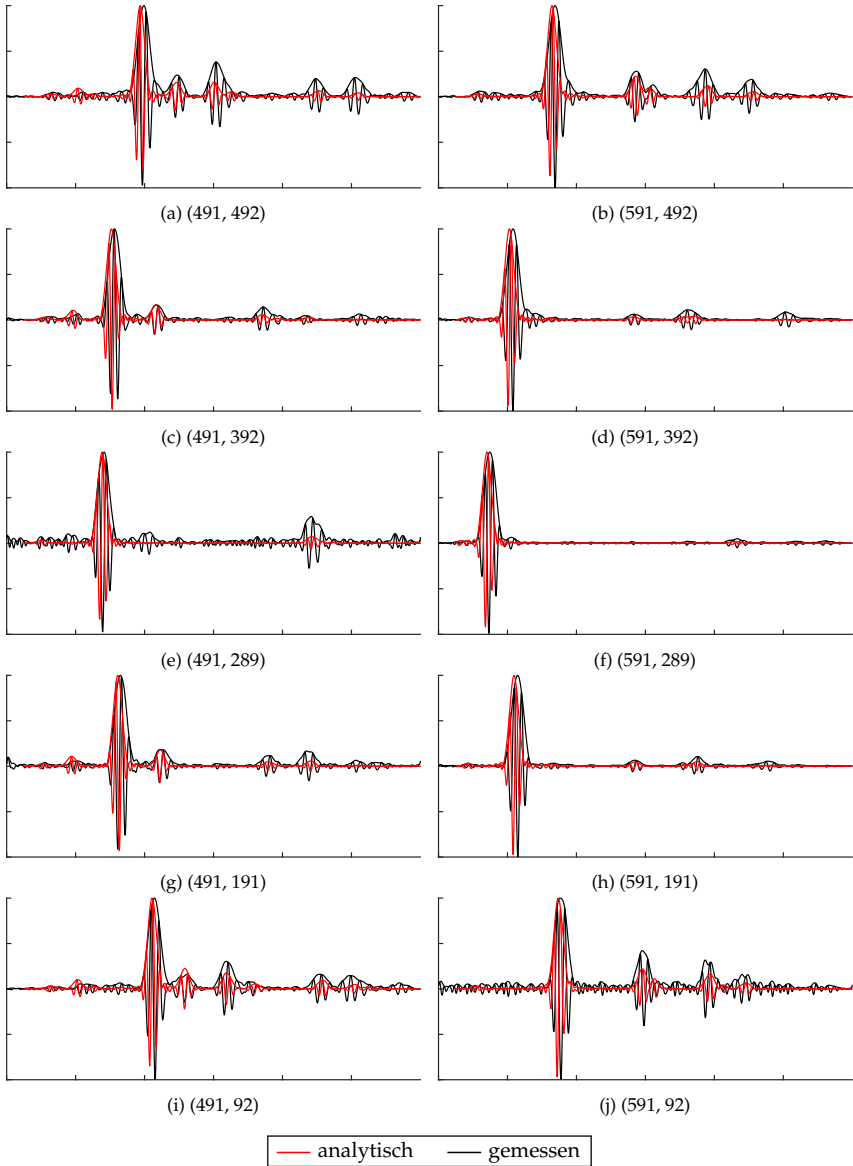 (a) (491, 492)
(b) (591, 492)
(c) (491, 392)
(d) (591, 392)
(e) (491, 289)
(f) (591, 289)
(g) (491, 191)
(h) (591, 191)
(i) (491, 92)
(j) (591, 92)
analytisch gemessen